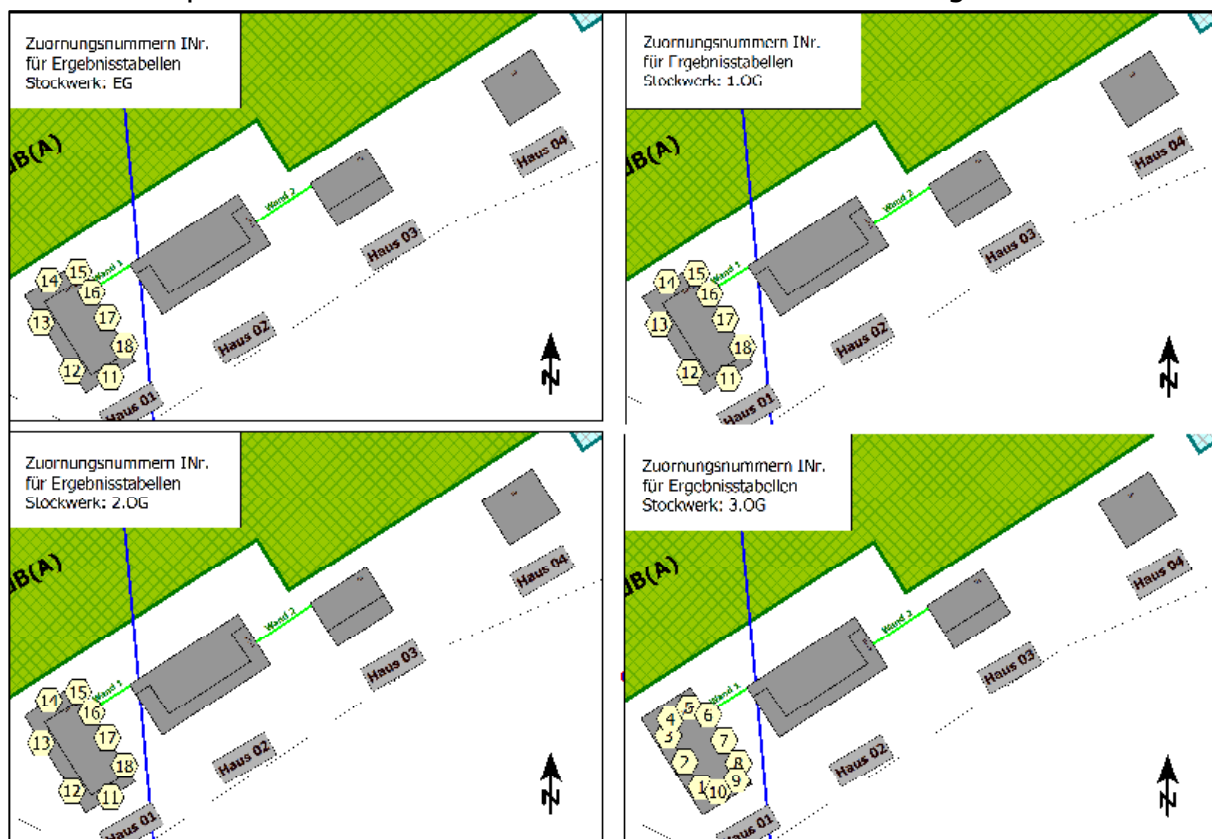 Zuornungsnummern INr.
für Ergebnisstabellen
Stockwerk: EG
dB(A)
Haus 04
Wand 2
Haus 03
Wand 1
Haus 02
14
15
16
13
17
18
12
11
Haus 01
N
Zuornungsnummern INr.
für Ergebnisstabellen
Stockwerk: 1.OG
dB(A)
Haus 04
Wand 2
Haus 03
Wand 1
Haus 02
14
15
16
13
17
18
12
11
Haus 01
N
Zuornungsnummern INr.
für Ergebnisstabellen
Stockwerk: 2.OG
dB(A)
Haus 04
Wand 2
Haus 03
Wand 1
Haus 02
14
15
16
13
17
18
12
11
Haus 01
N
Zuornungsnummern INr.
für Ergebnisstabellen
Stockwerk: 3.OG
dB(A)
Haus 04
Wand 2
Haus 03
Wand 1
Haus 02
5
4
6
3
7
2
8
9
1
10
Haus 01
N